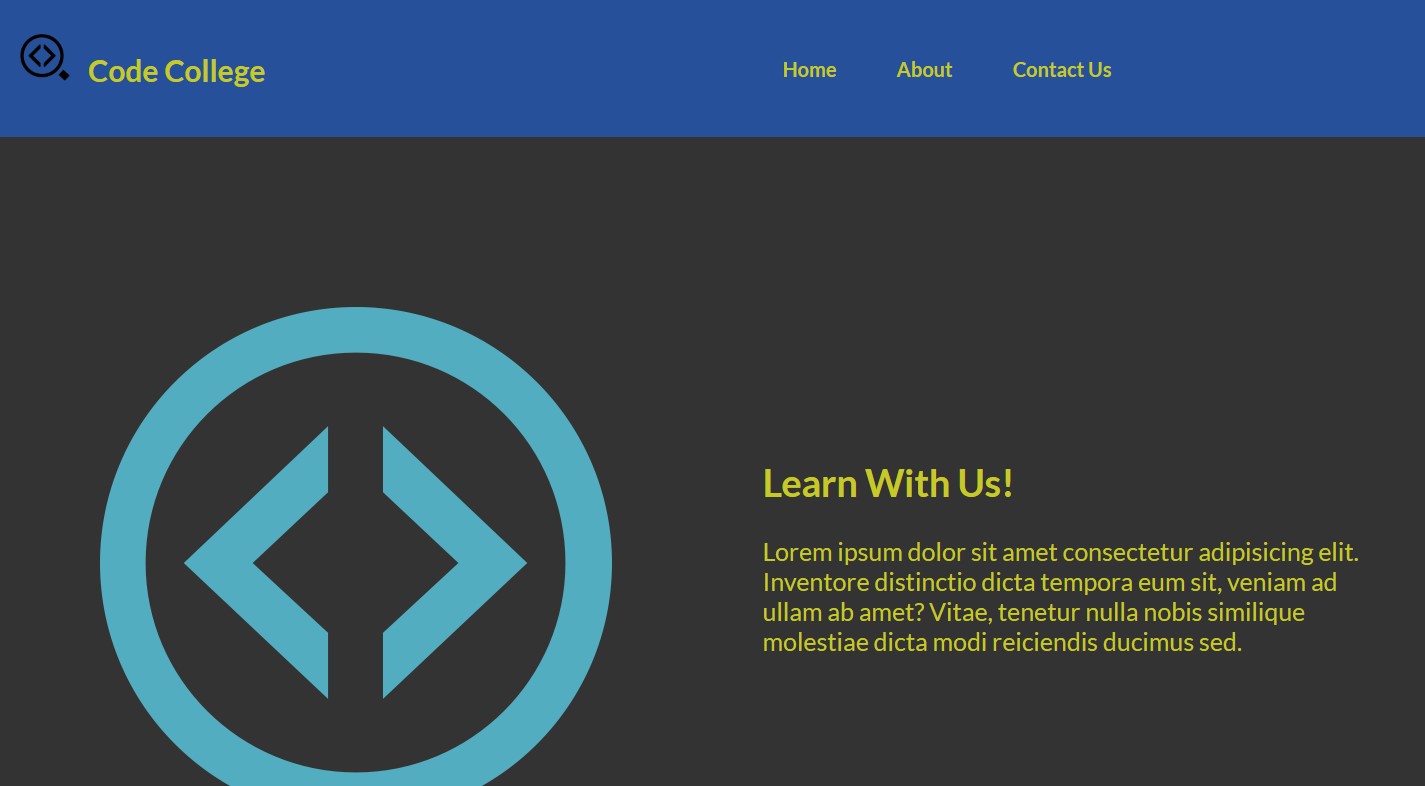 Code College
Home
About
Contact Us
Learn With Us!
Lorem ipsum dolor sit amet consectetur adipisicing elit.
Inventore distinctio dicta tempora eum sit, veniam ad
ullam ab amet? Vitae, tenetur nulla nobis similique
molestiae dicta modi reiciendis ducimus sed.